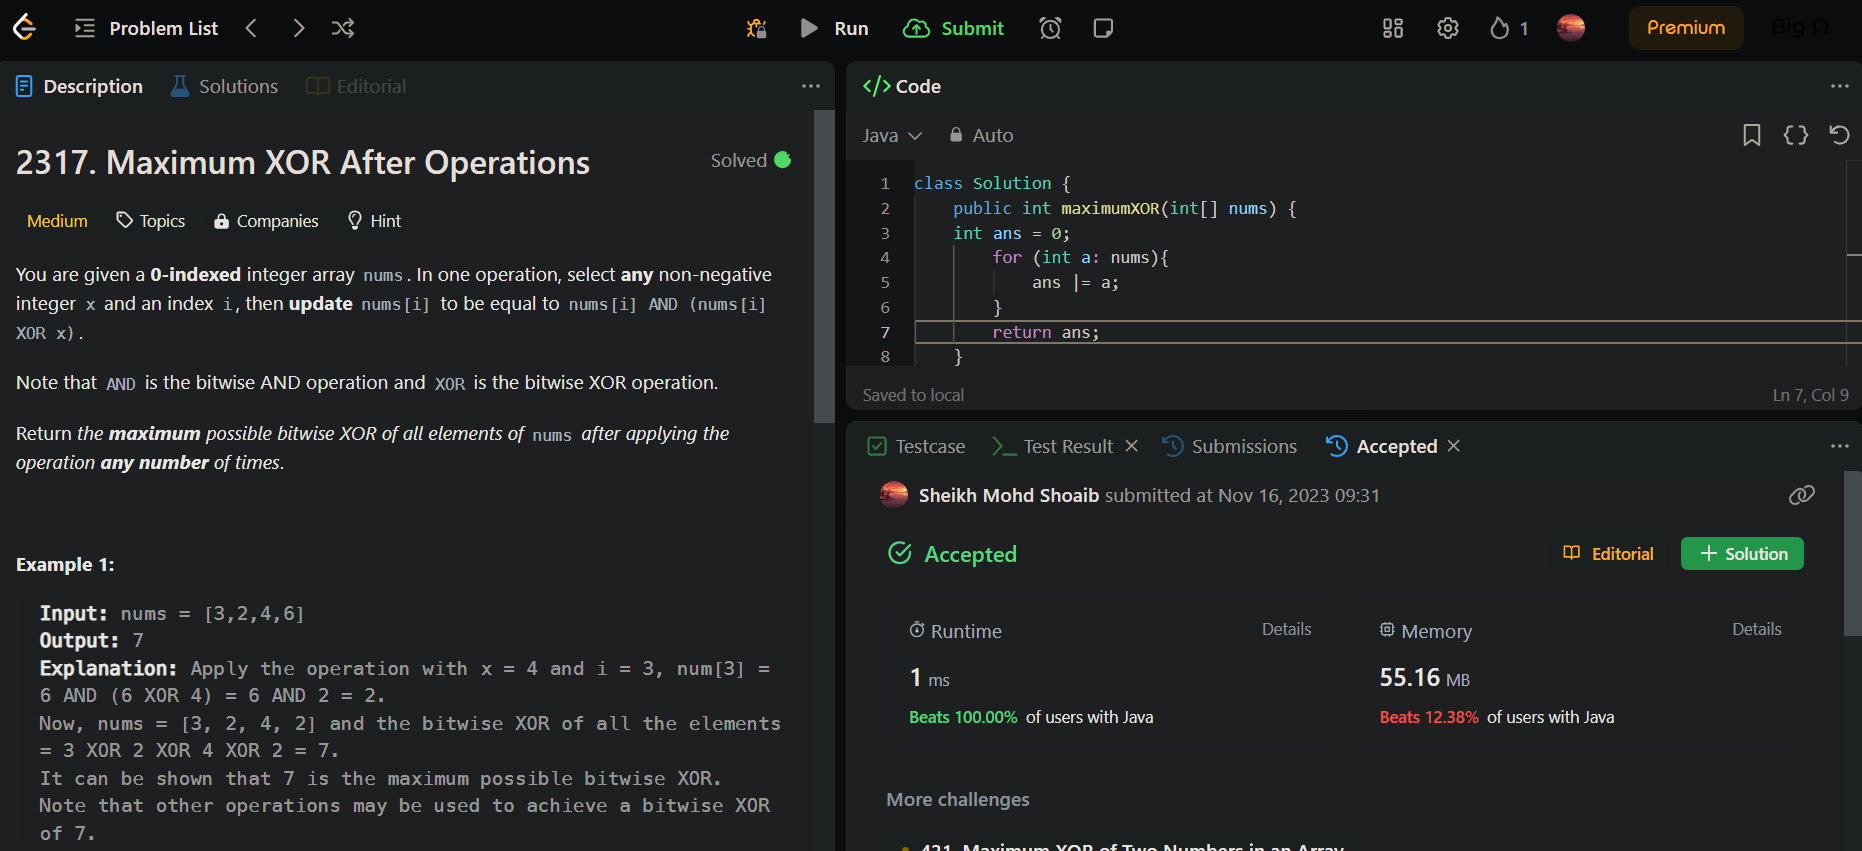 Problem List
Run
Submit
1
Premium
Big Ω
Description
Solutions
Editorial
2317. Maximum XOR After Operations
Solved
Medium
Topics
Companies
Hint
You are given a 0-indexed integer array nums. In one operation, select any non-negative
integer x and an index i, then update nums[i] to be equal to nums[i] AND (nums[i]
XOR x).
Note that AND is the bitwise AND operation and XOR is the bitwise XOR operation.
Return the maximum possible bitwise XOR of all elements of nums after applying the
operation any number of times.
Example 1:
Input: nums = [3,2,4,6]
Output: 7
Explanation: Apply the operation with x = 4 and i = 3, num[3] =
6 AND (6 XOR 4) = 6 AND 2 = 2.
Now, nums = [3, 2, 4, 2] and the bitwise XOR of all the elements
= 3 XOR 2 XOR 4 XOR 2 = 7.
It can be shown that 7 is the maximum possible bitwise XOR.
Note that other operations may be used to achieve a bitwise XOR
of 7.
</> Code
Java
Auto
1 class Solution {
2 public int maximumXOR(int[] nums) {
3 int ans = 0;
4 for (int a: nums){
5 ans |= a;
6 }
7 return ans;
8 }
Saved to local
Ln 7, Col 9
Testcase
Test Result
Submissions
Accepted
Sheikh Mohd Shoaib submitted at Nov 16, 2023 09:31
Accepted
Editorial
+ Solution
Runtime
Details
1 ms
Beats 100.00% of users with Java
Memory
Details
55.16 MB
Beats 12.38% of users with Java
More challenges
421. Maximum XOR of Two Numbers in an Array